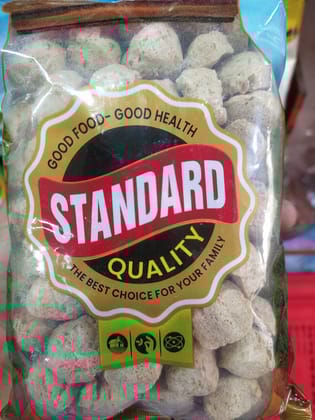 GOOD FOOD- GOOD HEALTH
STANDARD
QUALITY
THE BEST CHOICE FOR YOUR FAMILY